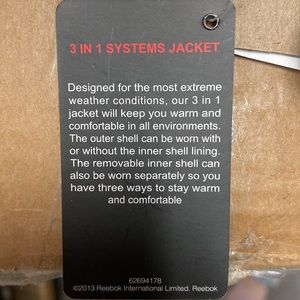 3 IN 1 SYSTEMS JACKET
Designed for the most extreme
weather conditions, our 3 in 1
jacket will keep you warm and
comfortable in all environments.
The outer shell can be worn with
or without the inner shell lining.
The removable inner shell can
also be worn separately so you
have three ways to stay warm
and comfortable
62694178
©2013 Reebok International Limited. Reebok